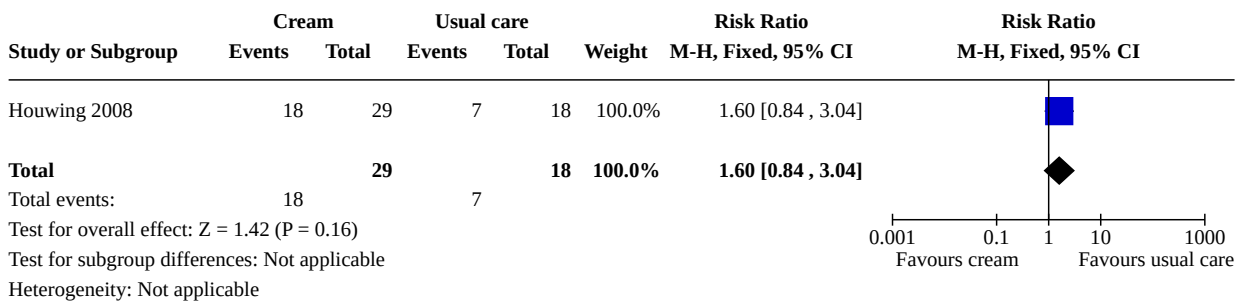 Cream Usual care Risk Ratio Risk Ratio
Study or Subgroup Events Total Events Total Weight M-H, Fixed, 95% CI M-H, Fixed, 95% CI
Houwing 2008 18 29 7 18 100.0% 1.60 [0.84 , 3.04]
Total 29 18 100.0% 1.60 [0.84 , 3.04]
Total events: 18 7
Test for overall effect: Z = 1.42 (P = 0.16)
0.001 0.1 1 10 1000
Test for subgroup differences: Not applicable Favours cream Favours usual care
Heterogeneity: Not applicable